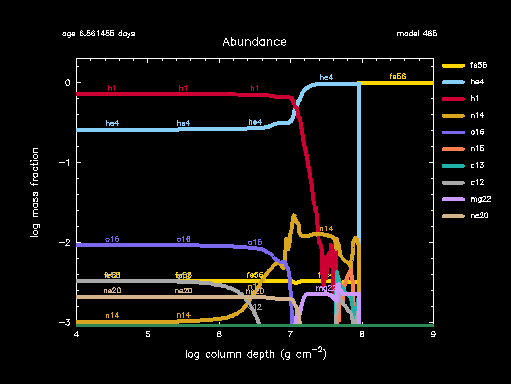 age 6.561455 days
model 465
Abundance
fe56
he4
h1
n14
o16
n15
c13
c12
mg22
ne20
he4
fe56
h1 h1 h1
he4 he4 he4
n14
o16 o16 o16
fe56 fe56 fe56
ne20 ne20 ne20
mg22
c12
n14 n14 n14
0
-1
-2
-3
4 5 6 7 8 9
log mass fraction
log column depth (g cm⁻²)